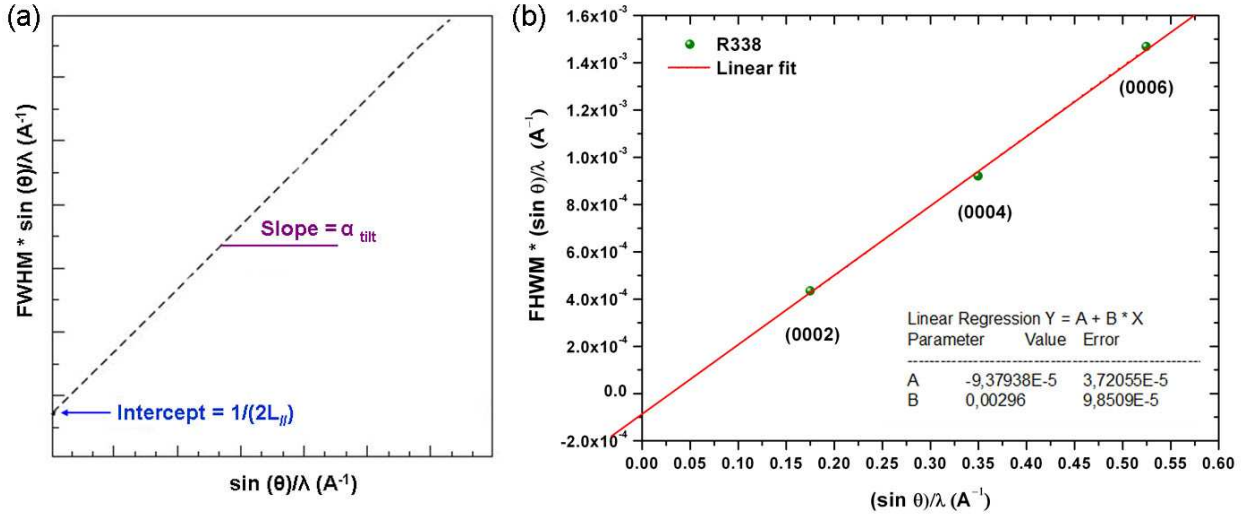 (a)
FWHM * sin (θ)/λ (A⁻¹)
Slope = α tilt
Intercept = 1/(2L//)
sin (θ)/λ (A⁻¹)
(b)
FHWM * (sin θ)/λ (A⁻¹)
1.6x10⁻³
1.4x10⁻³
1.2x10⁻³
1.0x10⁻³
8.0x10⁻⁴
6.0x10⁻⁴
4.0x10⁻⁴
2.0x10⁻⁴
0.0
-2.0x10⁻⁴
R338
Linear fit
(0006)
(0004)
(0002)
Linear Regression Y = A + B * X
Parameter Value Error
--------------------------------------------------
A -9,37938E-5 3,72055E-5
B 0,00296 9,8509E-5
0.00 0.05 0.10 0.15 0.20 0.25 0.30 0.35 0.40 0.45 0.50 0.55 0.60
(sin θ)/λ (A⁻¹)